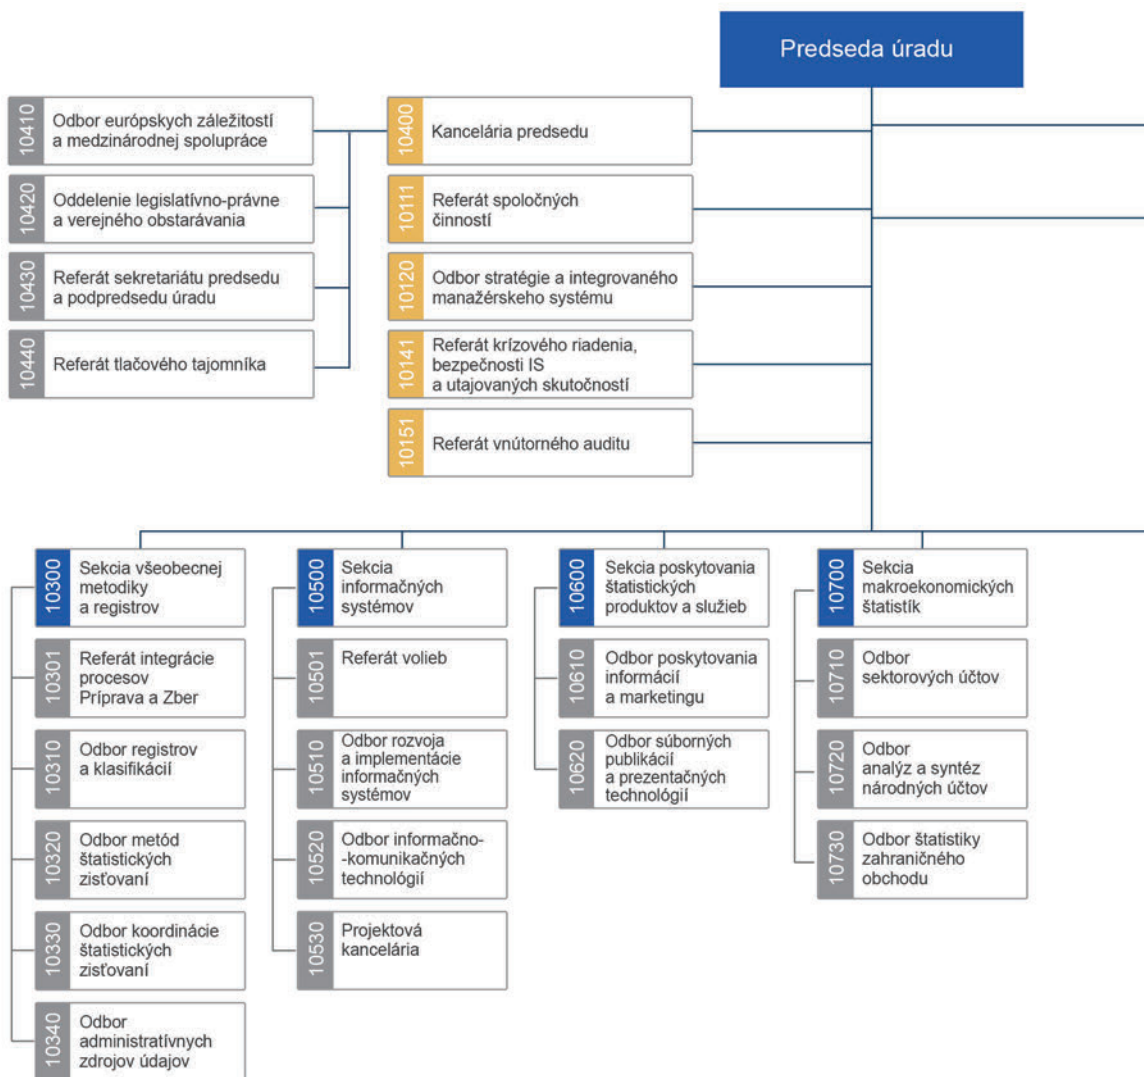 Predseda úradu
10410
Odbor európskych záležitostí
a medzinárodnej spolupráce
10420
Oddelenie legislatívno-právne
a verejného obstarávania
10430
Referát sekretariátu predsedu
a podpredsedu úradu
10440
Referát tlačového tajomníka
10400
Kancelária predsedu
10111
Referát spoločných
činností
10120
Odbor stratégie a integrovaného
manažérskeho systému
10141
Referát krízového riadenia,
bezpečnosti IS
a utajovaných skutočností
10151
Referát vnútorného auditu
10300
Sekcia všeobecnej
metodiky
a registrov
10301
Referát integrácie
procesov
Príprava a Zber
10310
Odbor registrov
a klasifikácií
10320
Odbor metód
štatistických
zisťovaní
10330
Odbor koordinácie
štatistických
zisťovaní
10340
Odbor
administratívnych
zdrojov údajov
10500
Sekcia
informačných
systémov
10501
Referát volieb
10510
Odbor rozvoja
a implementácie
informačných
systémov
10520
Odbor informačno-
-komunikačných
technológií
10530
Projektová
kancelária
10600
Sekcia poskytovania
štatistických
produktov a služieb
10610
Odbor poskytovania
informácií
a marketingu
10620
Odbor súborných
publikácií
a prezentačných
technológií
10700
Sekcia
makroekonomických
štatistík
10710
Odbor
sektorových účtov
10720
Odbor
analýz a syntéz
národných účtov
10730
Odbor štatistiky
zahraničného
obchodu